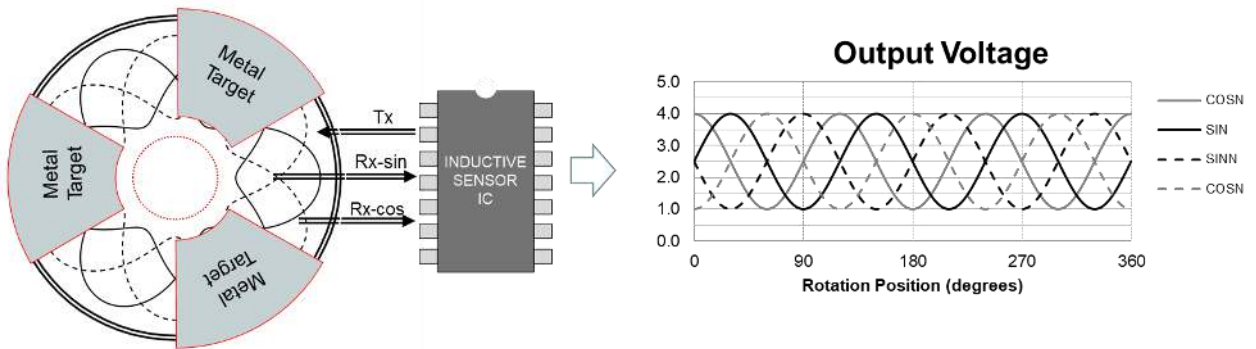 Metal
Target
Metal
Target
Metal
Target
Tx
Rx-sin
Rx-cos
INDUCTIVE
SENSOR
IC
Output Voltage
5.0
4.0
3.0
2.0
1.0
0.0
0
90
180
270
360
Rotation Position (degrees)
COSN
SIN
SINN
COSN